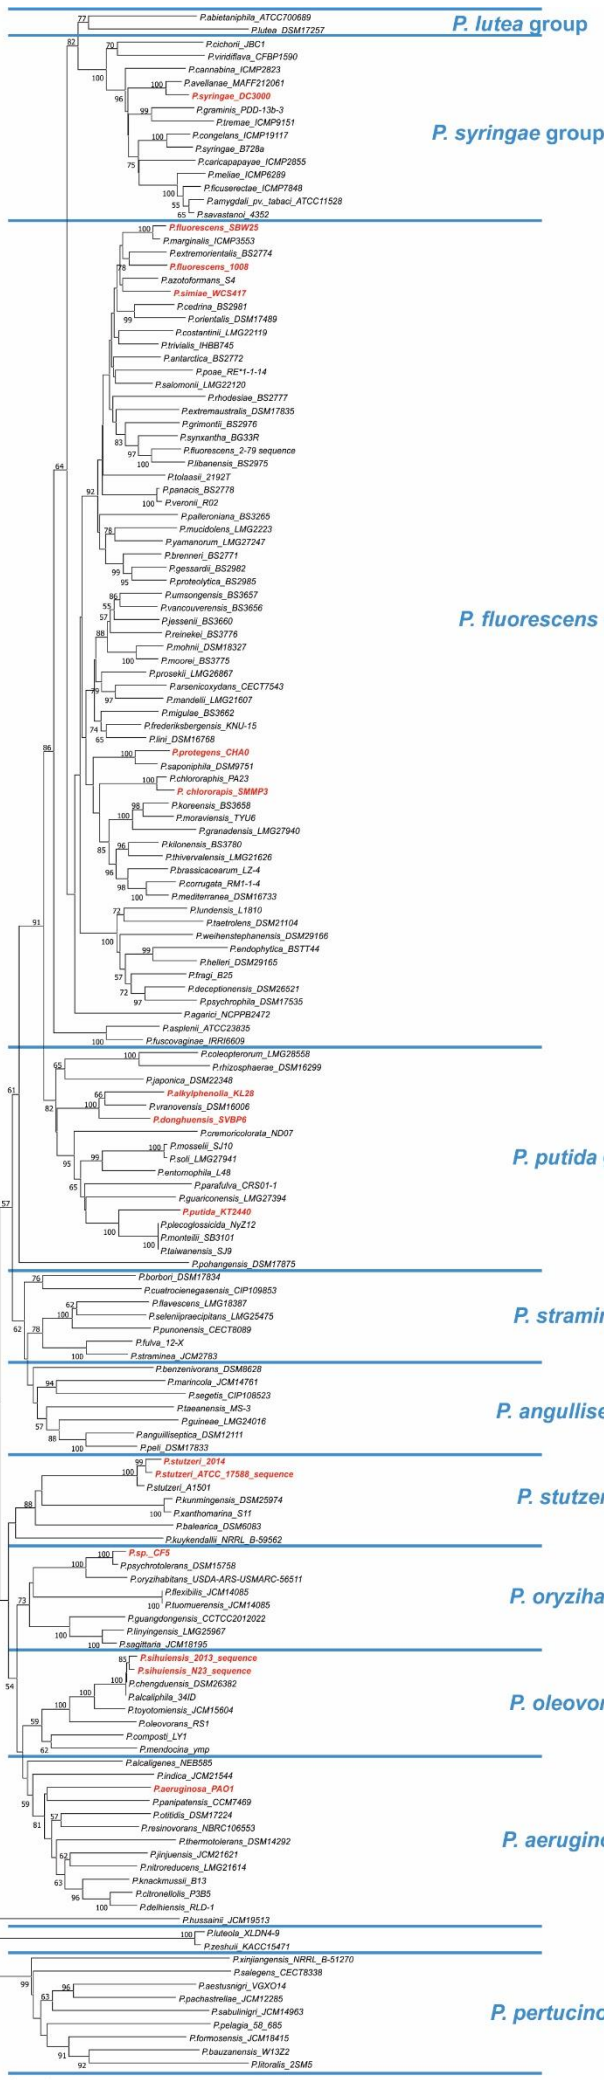 P.abietaniphila_ATCC700689
P.lutea_DSM17257
P. lutea group
P.cichorii_JBC1
P.viridiflava_CFBP1590
P.cannabina_ICMP2823
P.avellanae_MAFF212061
P.syringae_DC3000
P.graminis_PDD-13b-3
P.tremae_ICMP9151
P.congelans_ICMP19117
P.syringae_B728a
P.caricapapayae_ICMP2855
P.meliae_ICMP6289
P.ficuserectae_ICMP7848
P.amygdali_pv._tabaci_ATCC11528
P.savastanoi_4352
P. syringae group
P.fluorescens_SBW25
P.marginalis_ICMP3553
P.extremorientalis_BS2774
P.fluorescens_1008
P.azotoformans_S4
P.simiae_WCS417
P.cedrina_BS2981
P.orientalis_DSM17489
P.costantinii_LMG22119
P.trivialis_IHBB745
P.antarctica_BS2772
P.poae_RE*1-1-14
P.salomonii_LMG22120
P.rhodesiae_BS2777
P.extremaustralis_DSM17835
P.grimontii_BS2976
P.synxantha_BG33R
P.fluorescens_2-79 sequence
P.libanensis_BS2975
P.tolaasii_2192T
P.panacis_BS2778
P.veronii_R02
P.palleroniana_BS3265
P.mucidolens_LMG2223
P.yamanorum_LMG27247
P.brenneri_BS2771
P.gessardii_BS2982
P.proteolytica_BS2985
P.umsongensis_BS3657
P.vancouverensis_BS3656
P.jessenii_BS3660
P.reinekei_BS3776
P.mohnii_DSM18327
P.moorei_BS3775
P.prosekii_LMG26867
P.arsenicoxydans_CECT7543
P.mandelii_LMG21607
P.migulae_BS3662
P.frederiksbergensis_KNU-15
P.lini_DSM16768
P.protegens_CHA0
P.saponiphila_DSM9751
P.chlororaphis_PA23
P. chlororapis_SMMP3
P.koreensis_BS3658
P.moraviensis_TYU6
P.granadensis_LMG27940
P.kilonensis_BS3780
P.thivervalensis_LMG21626
P.brassicacearum_LZ-4
P.corrugata_RM1-1-4
P.mediterranea_DSM16733
P.lundensis_L1810
P.taetrolens_DSM21104
P.weihenstephanensis_DSM29166
P.endophytica_BSTT44
P.helleri_DSM29165
P.fragi_B25
P.deceptionensis_DSM26521
P.psychrophila_DSM17535
P.agarici_NCPPB2472
P.asplenii_ATCC23835
P.fuscovaginae_IRRI6609
P. fluorescens
P.coleopterorum_LMG28558
P.rhizosphaerae_DSM16299
P.japonica_DSM22348
P.alkylphenolia_KL28
P.vranovensis_DSM16006
P.donghuensis_SVBP6
P.cremoricolorata_ND07
P.mosselii_SJ10
P.soli_LMG27941
P.entomophila_L48
P.parafulva_CRS01-1
P.guariconensis_LMG27394
P.putida_KT2440
P.plecoglossicida_NyZ12
P.monteilii_SB3101
P.taiwanensis_SJ9
P.pohangensis_DSM17875
P. putida
P.borbori_DSM17834
P.cuatrocienegasensis_CIP109853
P.flavescens_LMG18387
P.seleniipraecipitans_LMG25475
P.punonensis_CECT8089
P.fulva_12-X
P.straminea_JCM2783
P. stramin
P.benzenivorans_DSM8628
P.marincola_JCM14761
P.segetis_CIP108523
P.taeanensis_MS-3
P.guineae_LMG24016
P.anguilliseptica_DSM12111
P.peli_DSM17833
P. angullise
P.stutzeri_2014
P.stutzeri_ATCC_17588_sequence
P.stutzeri_A1501
P.kunmingensis_DSM25974
P.xanthomarina_S11
P.balearica_DSM6083
P.kuykendallii_NRRL_B-59562
P. stutzer
P.sp._CF5
P.psychrotolerans_DSM15758
P.oryzihabitans_USDA-ARS-USMARC-56511
P.flexibilis_JCM14085
P.tuomuerensis_JCM14085
P.guangdongensis_CCTCC2012022
P.linyingensis_LMG25967
P.sagittaria_JCM18195
P. oryziha
P.sihuiensis_2013_sequence
P.sihuiensis_N23_sequence
P.chengduensis_DSM26382
P.alcaliphila_34ID
P.toyotomiensis_JCM15604
P.oleovorans_RS1
P.composti_LY1
P.mendocina_ymp
P. oleovor
P.alcaligenes_NEB585
P.indica_JCM21544
P.aeruginosa_PAO1
P.panipatensis_CCM7469
P.otitidis_DSM17224
P.resinovorans_NBRC106553
P.thermotolerans_DSM14292
P.jinjuensis_JCM21621
P.nitroreducens_LMG21614
P.knackmussii_B13
P.citronellolis_P3B5
P.delhiensis_RLD-1
P.hussainii_JCM19513
P. aerugino
P.luteola_XLDN4-9
P.zeshuii_KACC15471
P.xinjiangensis_NRRL_B-51270
P.salegens_CECT8338
P.aestusnigri_VGXO14
P.pachastrellae_JCM12285
P.sabulinigri_JCM14963
P.pelagia_58_685
P.formosensis_JCM18415
P.bauzanensis_W13Z2
P.litoralis_2SM5
P. pertucino